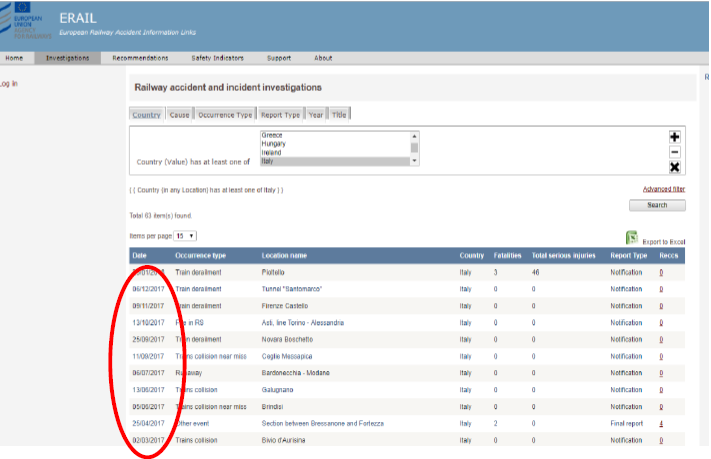 EUROPEAN
UNION
AGENCY
FOR RAILWAYS
ERAIL
European Railway Accident Information Links
Home Investigations Recommendations Safety Indicators Support About
Log in
R
Railway accident and incident investigations
Country Cause Occurrence Type Report Type Year Title
Greece
Hungary
Ireland
Italy
Country (Value) has at least one of
( ( Country (in any Location) has at least one of Italy ) )
Advanced filter
Search
Total 63 item(s) found.
Items per page 15
Export to Excel
Date Occurrence type Location name Country Fatalities Total serious injuries Report Type Reccs
/01/2018 Train derailment Pioltello Italy 3 46 Notification 0
06/12/2017 Train derailment Tunnel "Santomarco" Italy 0 0 Notification 0
09/11/2017 Train derailment Firenze Castello Italy 0 0 Notification 0
13/10/2017 Fire in RS Asti, line Torino - Alessandria Italy 0 0 Notification 0
25/09/2017 Train derailment Novara Boschetto Italy 0 0 Notification 0
11/09/2017 Trains collision near miss Ceglie Messapica Italy 0 0 Notification 0
06/07/2017 Runaway Bardonecchia - Modane Italy 0 0 Notification 0
13/06/2017 Trains collision Galugnano Italy 0 0 Notification 0
05/06/2017 Trains collision near miss Brindisi Italy 0 0 Notification 0
25/04/2017 Other event Section between Bressanone and Fortezza Italy 2 0 Final report 4
02/03/2017 Trains collision Bivio d'Aurisina Italy 0 0 Notification 0